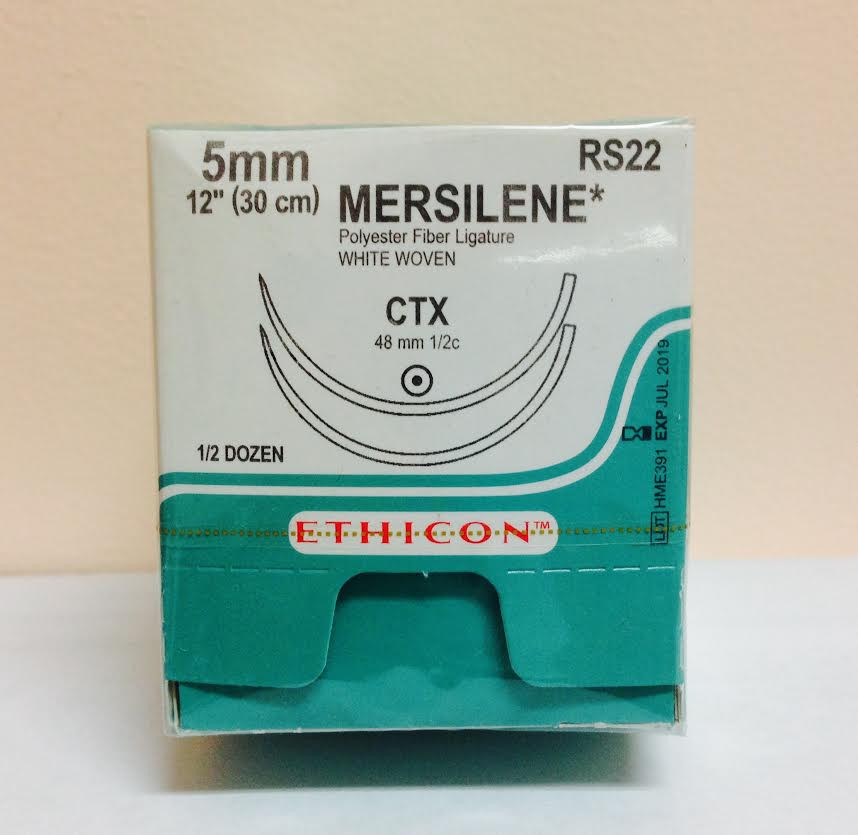 5mm
12" (30 cm)
RS22
MERSILENE*
Polyester Fiber Ligature
WHITE WOVEN
CTX
48 mm 1/2c
1/2 DOZEN
LOT HME391 EXP JUL 2019
ETHICON™